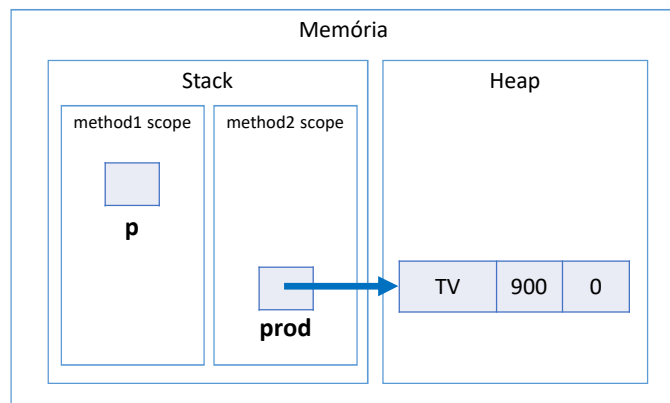 Memória
Stack
Heap
method1 scope
method2 scope
p
prod
TV 900 0